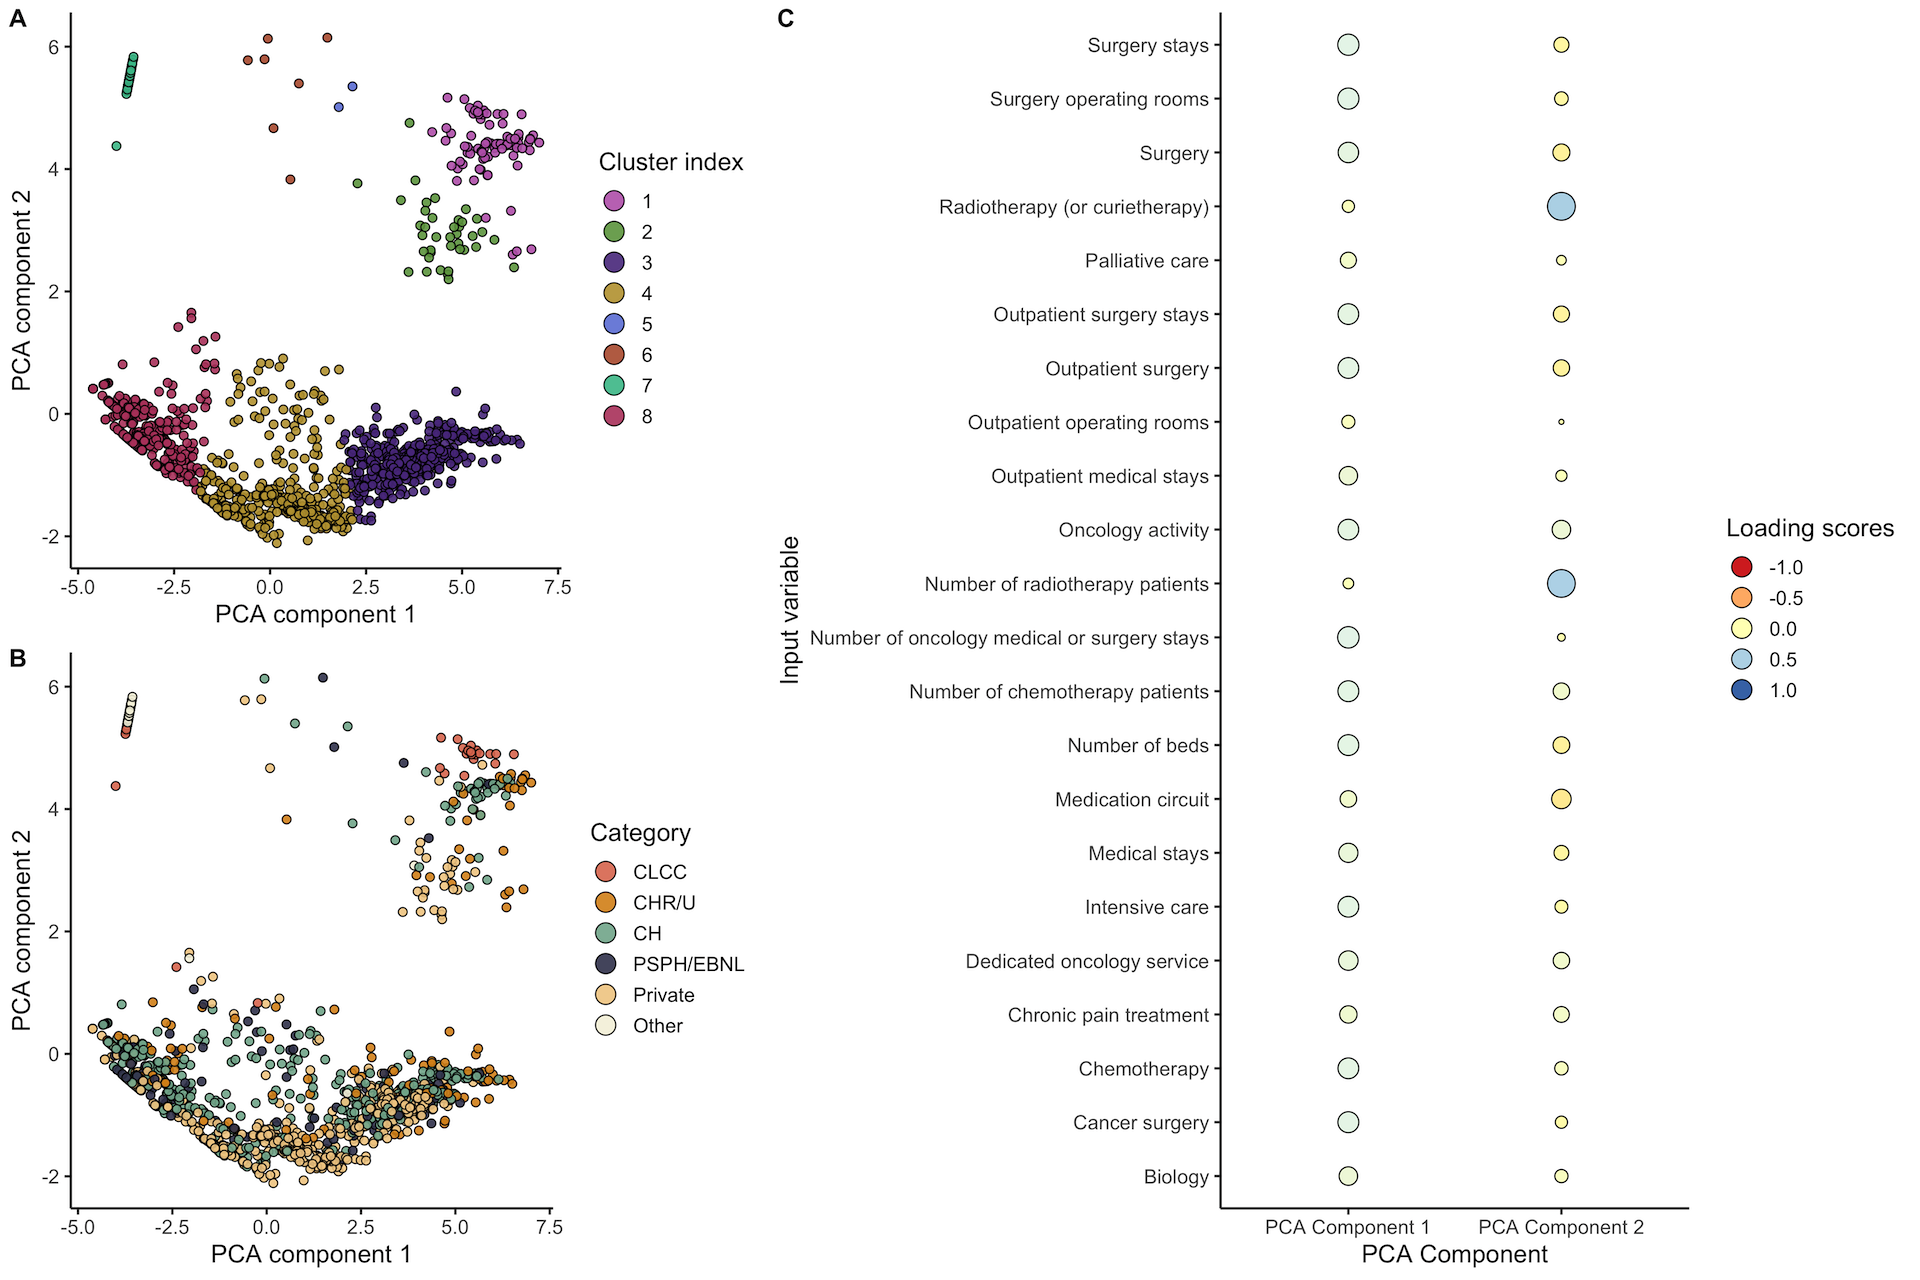 A
6
4
2
0
-2
PCA component 2
-5.0 -2.5 0.0 2.5 5.0 7.5
PCA component 1
Cluster index
1
2
3
4
5
6
7
8
B
6
4
2
0
-2
PCA component 2
-5.0 -2.5 0.0 2.5 5.0 7.5
PCA component 1
Category
CLCC
CHR/U
CH
PSPH/EBNL
Private
Other
C
Input variable
Surgery stays
Surgery operating rooms
Surgery
Radiotherapy (or curietherapy)
Palliative care
Outpatient surgery stays
Outpatient surgery
Outpatient operating rooms
Outpatient medical stays
Oncology activity
Number of radiotherapy patients
Number of oncology medical or surgery stays
Number of chemotherapy patients
Number of beds
Medication circuit
Medical stays
Intensive care
Dedicated oncology service
Chronic pain treatment
Chemotherapy
Cancer surgery
Biology
PCA Component 1 PCA Component 2
PCA Component
Loading scores
-1.0
-0.5
0.0
0.5
1.0